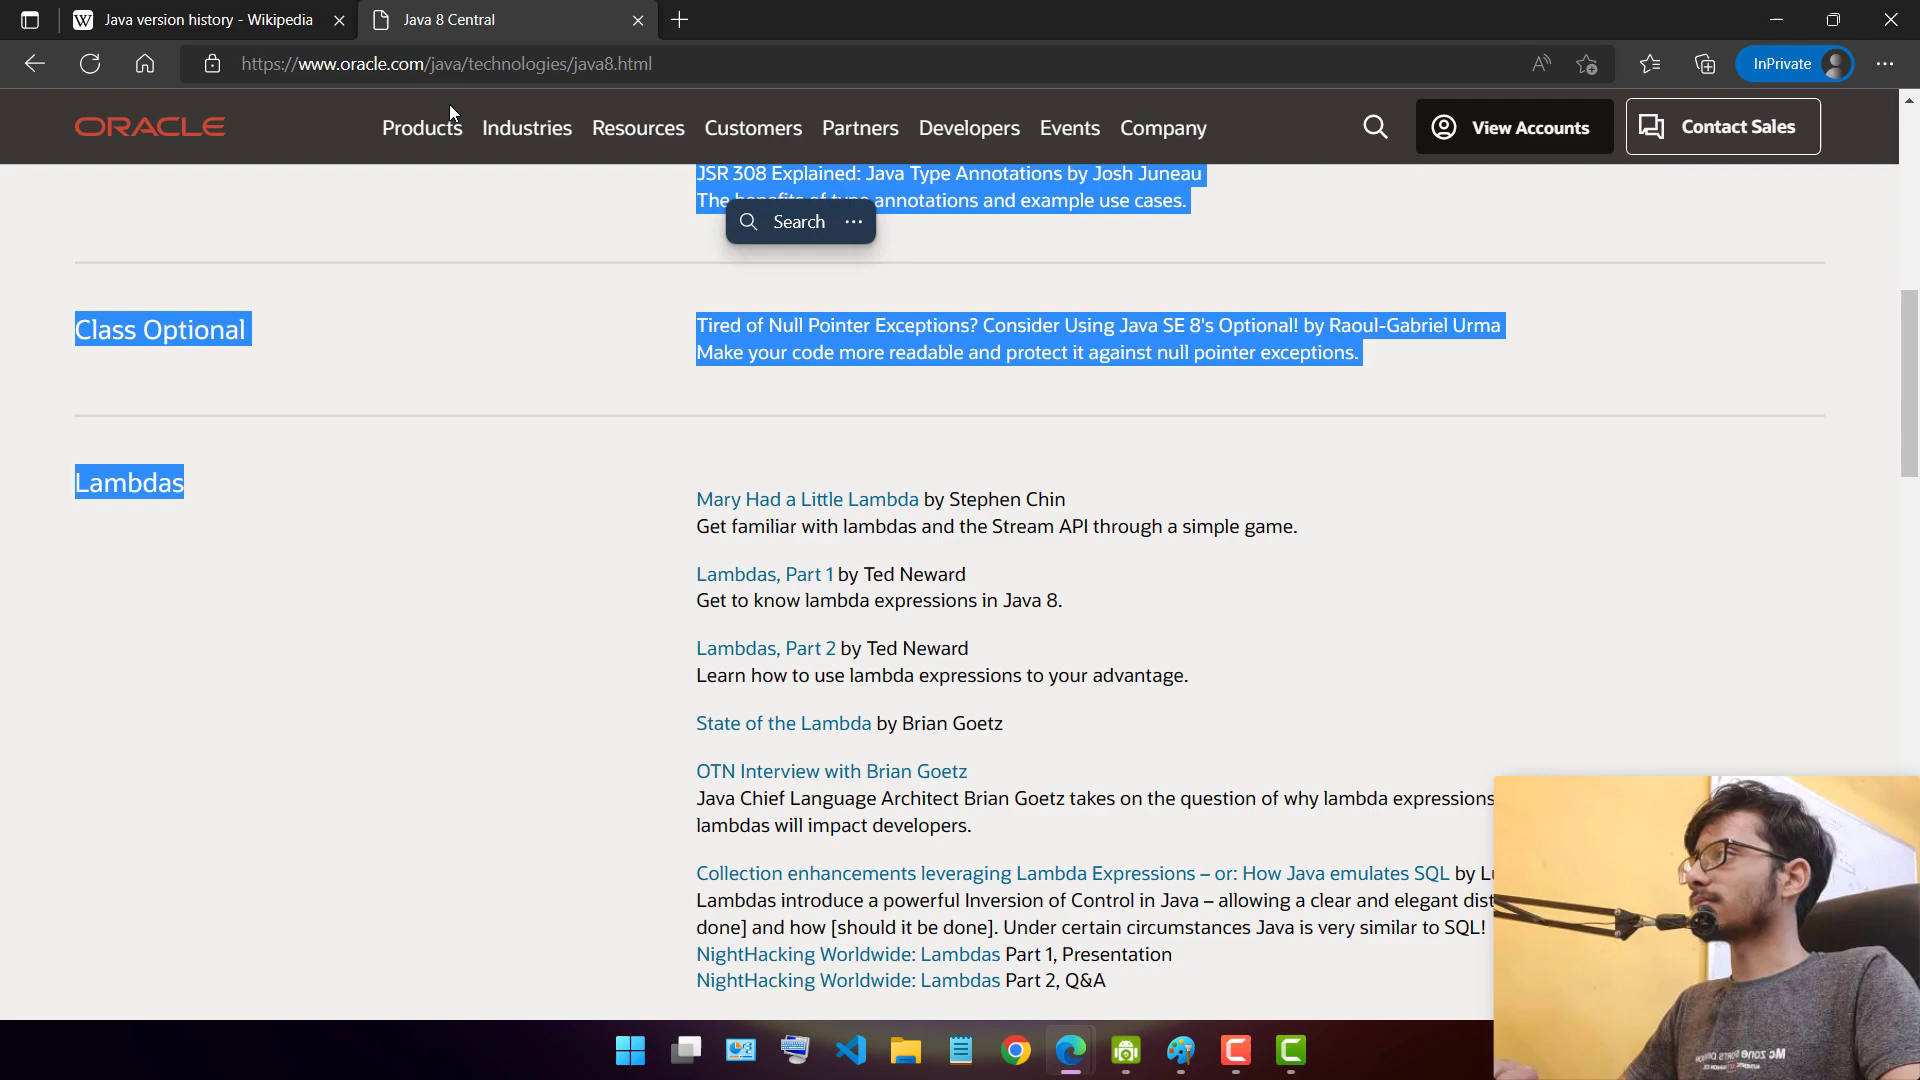 Java version history - Wikipedia
Java 8 Central
https://www.oracle.com/java/technologies/java8.html
InPrivate
ORACLE
Products Industries Resources Customers Partners Developers Events Company
View Accounts
Contact Sales
JSR 308 Explained: Java Type Annotations by Josh Juneau
The benefits of type annotations and example use cases.
Search
Class Optional
Tired of Null Pointer Exceptions? Consider Using Java SE 8's Optional! by Raoul-Gabriel Urma
Make your code more readable and protect it against null pointer exceptions.
Lambdas
Mary Had a Little Lambda by Stephen Chin
Get familiar with lambdas and the Stream API through a simple game.
Lambdas, Part 1 by Ted Neward
Get to know lambda expressions in Java 8.
Lambdas, Part 2 by Ted Neward
Learn how to use lambda expressions to your advantage.
State of the Lambda by Brian Goetz
OTN Interview with Brian Goetz
Java Chief Language Architect Brian Goetz takes on the question of why lambda expressions
lambdas will impact developers.
Collection enhancements leveraging Lambda Expressions – or: How Java emulates SQL by
Lambdas introduce a powerful Inversion of Control in Java – allowing a clear and elegant
done] and how [should it be done]. Under certain circumstances Java is very similar to SQL!
NightHacking Worldwide: Lambdas Part 1, Presentation
NightHacking Worldwide: Lambdas Part 2, Q&A